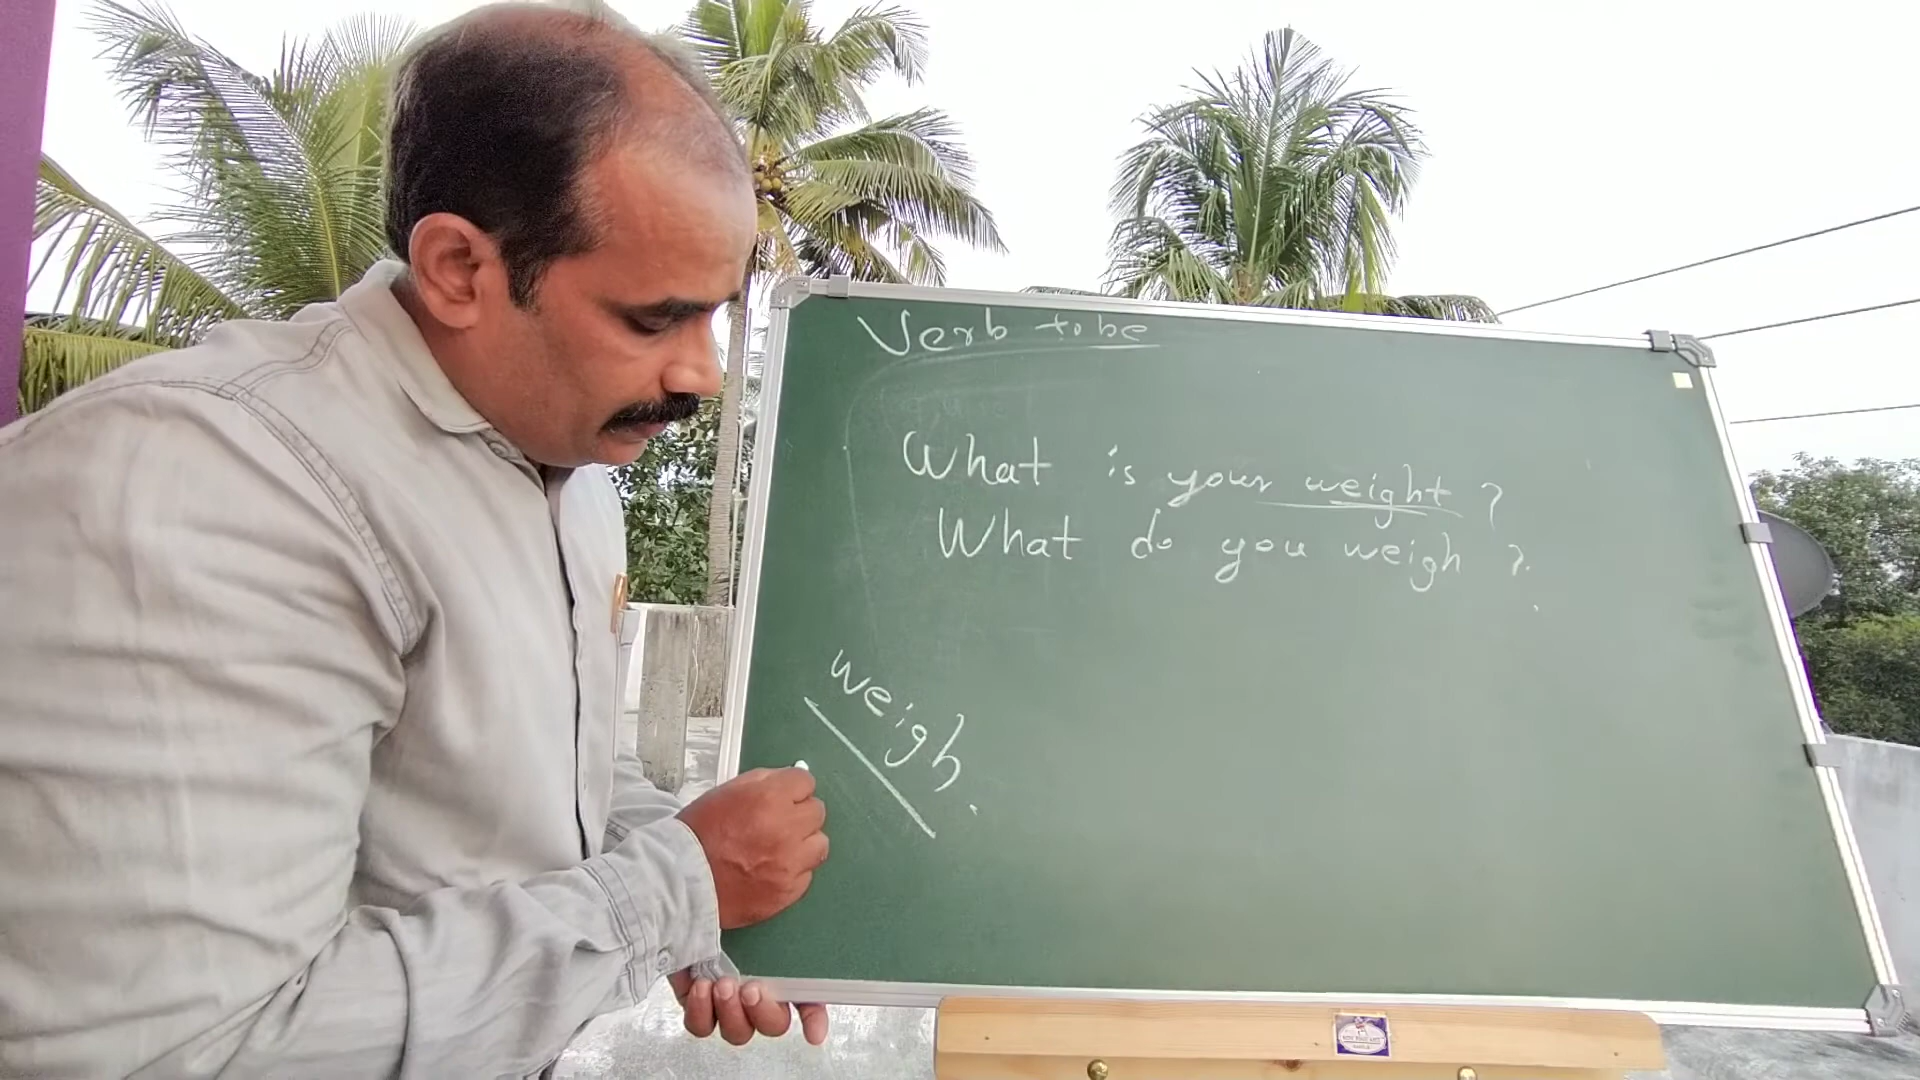 Verb to be
What is your weight ?
What do you weigh ?
weigh